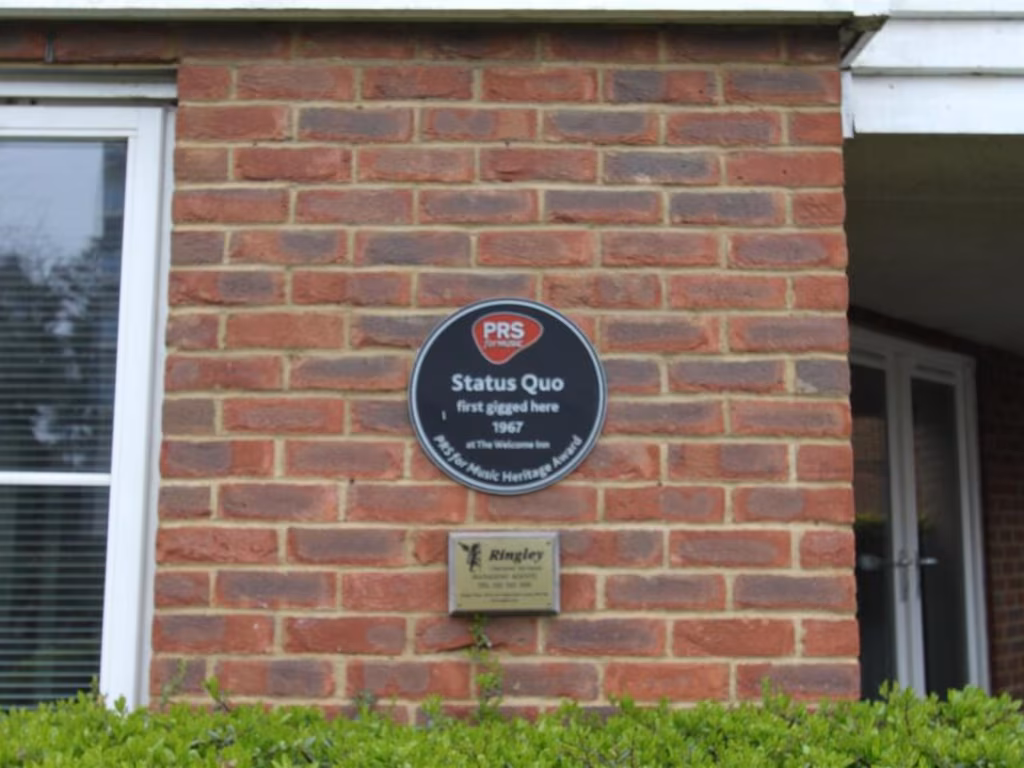 PRS
for MUSIC
Status Quo
first gigged here
1967
at The Welcome Inn
PRS for Music Heritage Award
Ringley